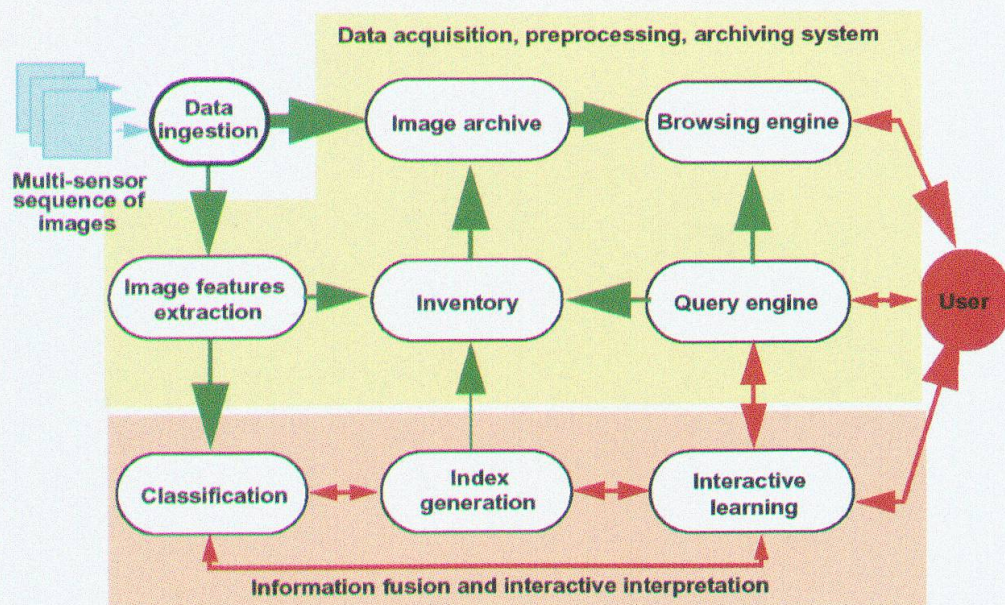 Data acquisition, preprocessing, archiving system
Data
ingestion
Image archive
Browsing engine
Multi-sensor
sequence of
images
Image features
extraction
Inventory
Query engine
User
Classification
Index
generation
Interactive
learning
Information fusion and interactive interpretation